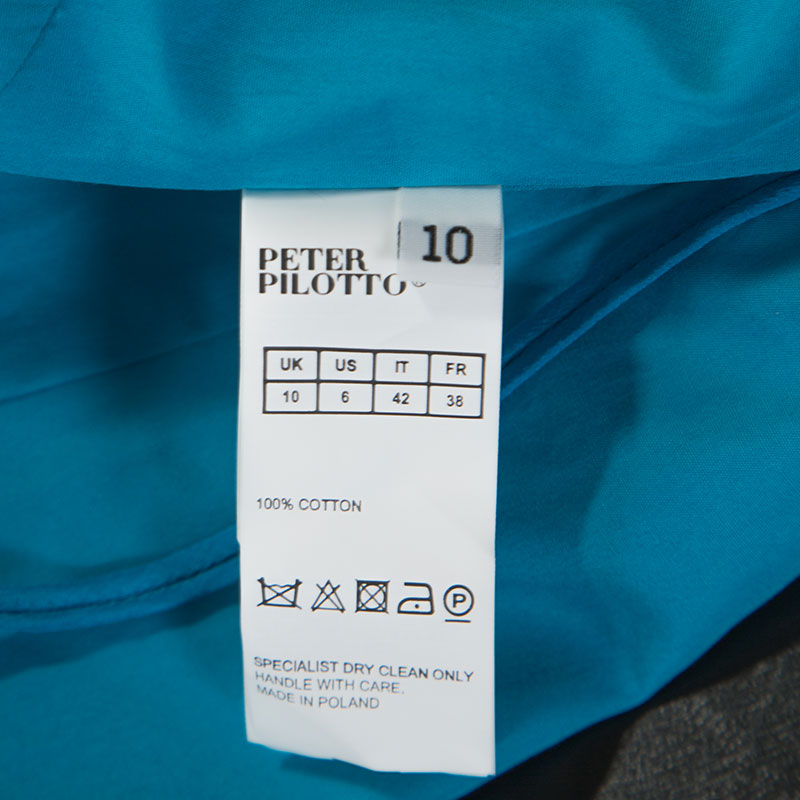 10
PETER
PILOTTO®
UK US IT FR
10 6 42 38
100% COTTON
P
SPECIALIST DRY CLEAN ONLY
HANDLE WITH CARE.
MADE IN POLAND